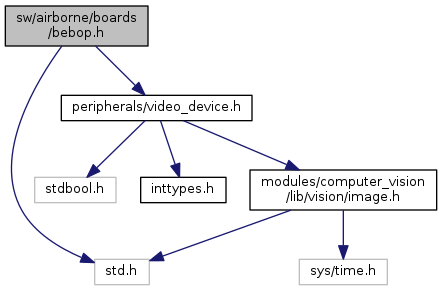 sw/airborne/boards
/bebop.h
peripherals/video_device.h
stdbool.h
inttypes.h
modules/computer_vision
/lib/vision/image.h
std.h
sys/time.h